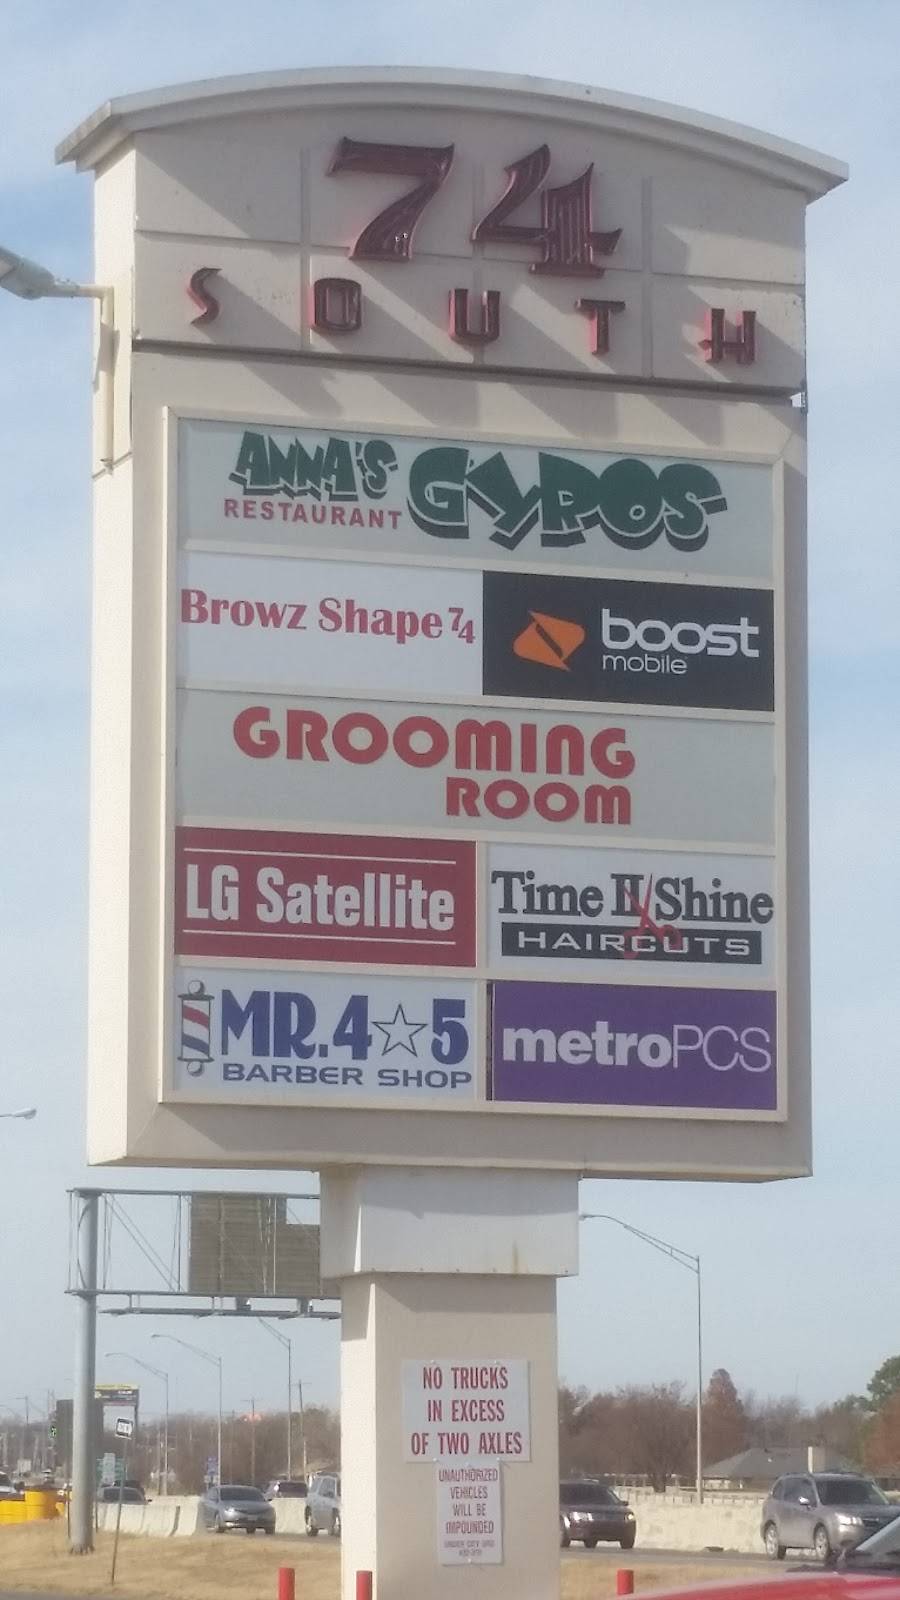 74
SOUTH
ANNA'S GYROS
RESTAURANT
Browz Shape 74
boost
mobile
GROOMING
ROOM
LG Satellite
Time II Shine
HAIRCUTS
MR.4☆5
BARBER SHOP
metroPCS
NO TRUCKS
IN EXCESS
OF TWO AXLES
UNAUTHORIZED
VEHICLES
WILL BE
IMPOUNDED